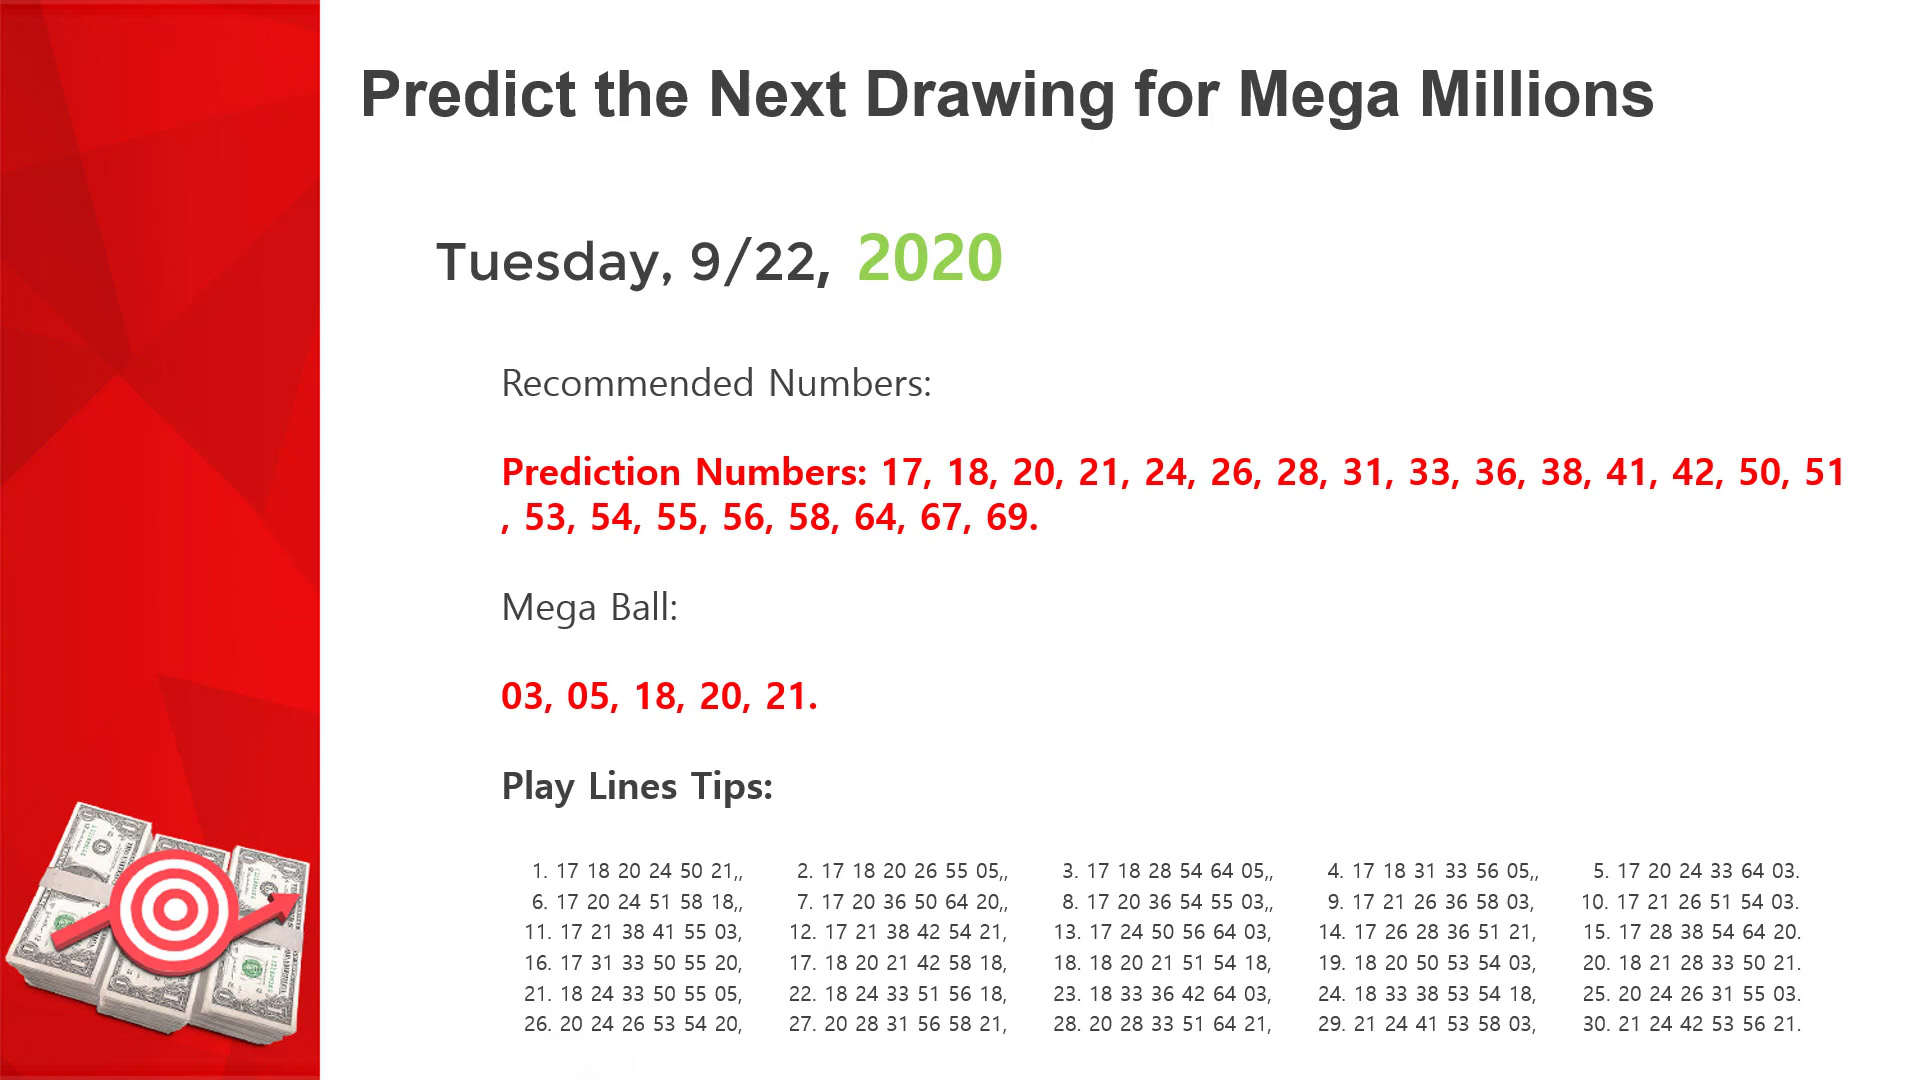 Predict the Next Drawing for Mega Millions
Tuesday, 9/22, 2020
Recommended Numbers:
Prediction Numbers: 17, 18, 20, 21, 24, 26, 28, 31, 33, 36, 38, 41, 42, 50, 51
, 53, 54, 55, 56, 58, 64, 67, 69.
Mega Ball:
03, 05, 18, 20, 21.
Play Lines Tips:
1. 17 18 20 24 50 21,, 2. 17 18 20 26 55 05,, 3. 17 18 28 54 64 05,, 4. 17 18 31 33 56 05,, 5. 17 20 24 33 64 03.
6. 17 20 24 51 58 18,, 7. 17 20 36 50 64 20,, 8. 17 20 36 54 55 03,, 9. 17 21 26 36 58 03, 10. 17 21 26 51 54 03.
11. 17 21 38 41 55 03, 12. 17 21 38 42 54 21, 13. 17 24 50 56 64 03, 14. 17 26 28 36 51 21, 15. 17 28 38 54 64 20.
16. 17 31 33 50 55 20, 17. 18 20 21 42 58 18, 18. 18 20 21 51 54 18, 19. 18 20 50 53 54 03, 20. 18 21 28 33 50 21.
21. 18 24 33 50 55 05, 22. 18 24 33 51 56 18, 23. 18 33 36 42 64 03, 24. 18 33 38 53 54 18, 25. 20 24 26 31 55 03.
26. 20 24 26 53 54 20, 27. 20 28 31 56 58 21, 28. 20 28 33 51 64 21, 29. 21 24 41 53 58 03, 30. 21 24 42 53 56 21.